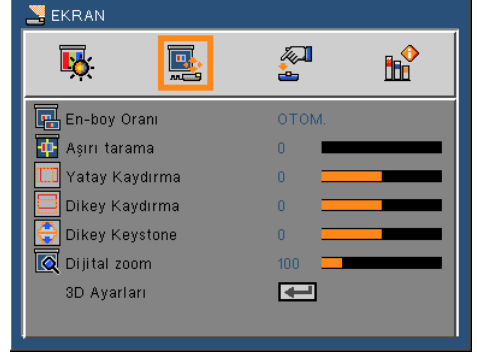 EKRAN
En-boy Oranı OTOM.
Aşırı tarama 0
Yatay Kaydırma 0
Dikey Kaydırma 0
Dikey Keystone 0
Dijital zoom 100
3D Ayarları